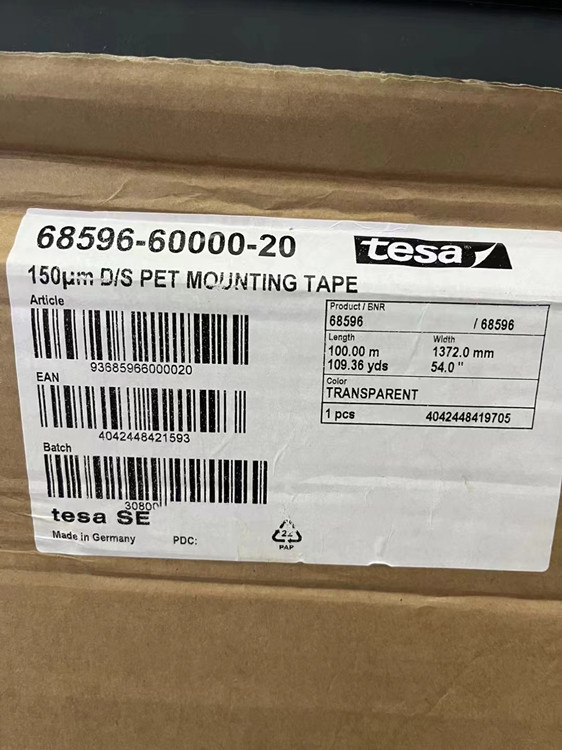 68596-60000-20
tesa
150µm D/S PET MOUNTING TAPE
Article
93685966000020
EAN
4042448421593
Batch
tesa SE
Made in Germany PDC:
PAP
Product / BNR
68596 / 68596
Length Width
100.00 m 1372.0 mm
109.36 yds 54.0 "
Color
TRANSPARENT
1 pcs 4042448419705